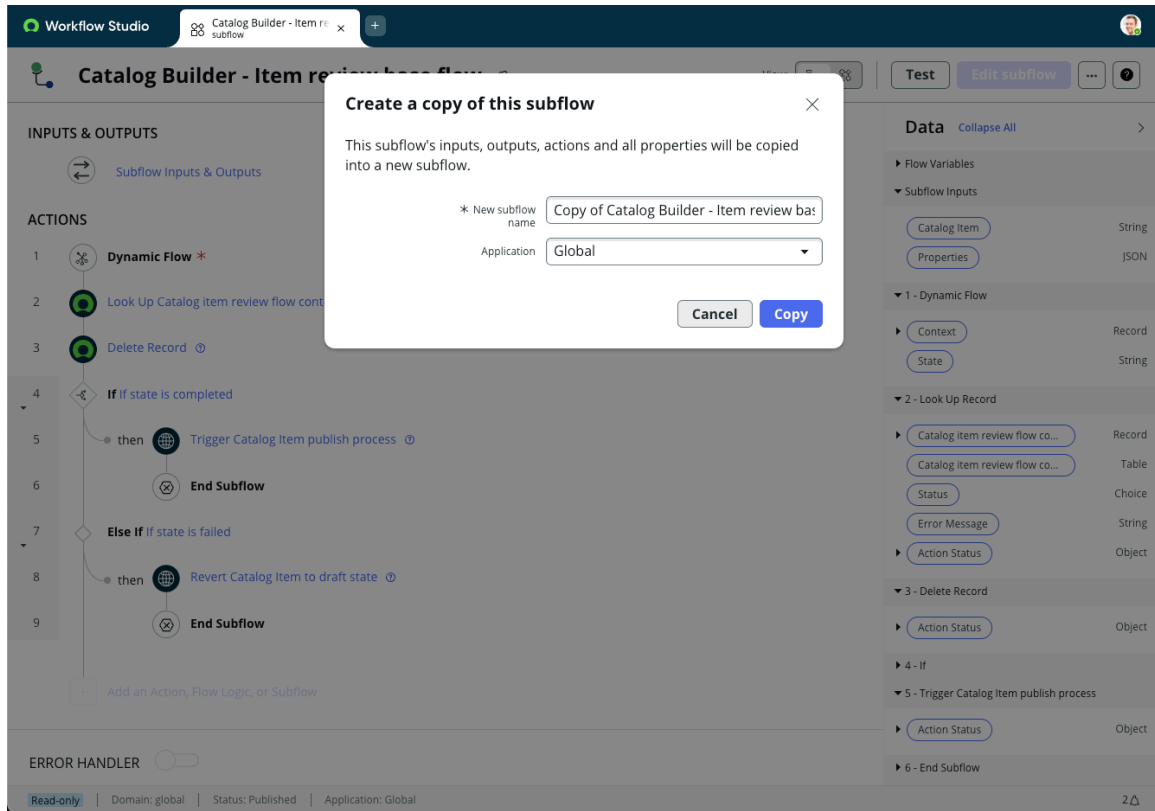 Workflow Studio
Catalog Builder - Item re
subflow
Catalog Builder - Item review base flow
Test
Edit subflow
Create a copy of this subflow
This subflow's inputs, outputs, actions and all properties will be copied
into a new subflow.
* New subflow
name
Copy of Catalog Builder - Item review bas
Application
Global
Cancel
Copy
INPUTS & OUTPUTS
Subflow Inputs & Outputs
ACTIONS
1 Dynamic Flow *
2 Look Up Catalog item review flow cont
3 Delete Record
4 If If state is completed
5 then Trigger Catalog Item publish process
6 End Subflow
7 Else If If state is failed
8 then Revert Catalog Item to draft state
9 End Subflow
Add an Action, Flow Logic, or Subflow
ERROR HANDLER
Data Collapse All
Flow Variables
Subflow Inputs
Catalog Item String
Properties JSON
1 - Dynamic Flow
Context Record
State String
2 - Look Up Record
Catalog item review flow co... Record
Catalog item review flow co... Table
Status Choice
Error Message String
Action Status Object
3 - Delete Record
Action Status Object
4 - If
5 - Trigger Catalog Item publish process
Action Status Object
6 - End Subflow
Read-only Domain: global Status: Published Application: Global 2